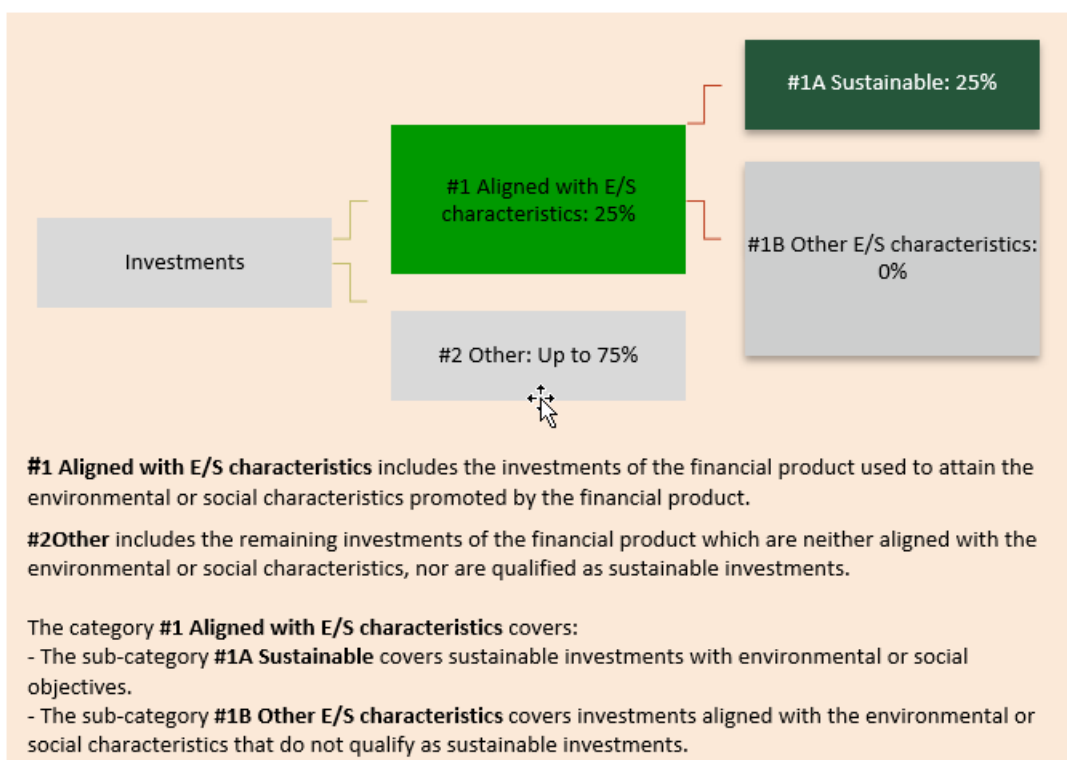 #1A Sustainable: 25%
#1 Aligned with E/S
characteristics: 25%
#1B Other E/S characteristics:
0%
Investments
#2 Other: Up to 75%
#1 Aligned with E/S characteristics includes the investments of the financial product used to attain the
environmental or social characteristics promoted by the financial product.
#2Other includes the remaining investments of the financial product which are neither aligned with the
environmental or social characteristics, nor are qualified as sustainable investments.
The category #1 Aligned with E/S characteristics covers:
- The sub-category #1A Sustainable covers sustainable investments with environmental or social
objectives.
- The sub-category #1B Other E/S characteristics covers investments aligned with the environmental or
social characteristics that do not qualify as sustainable investments.